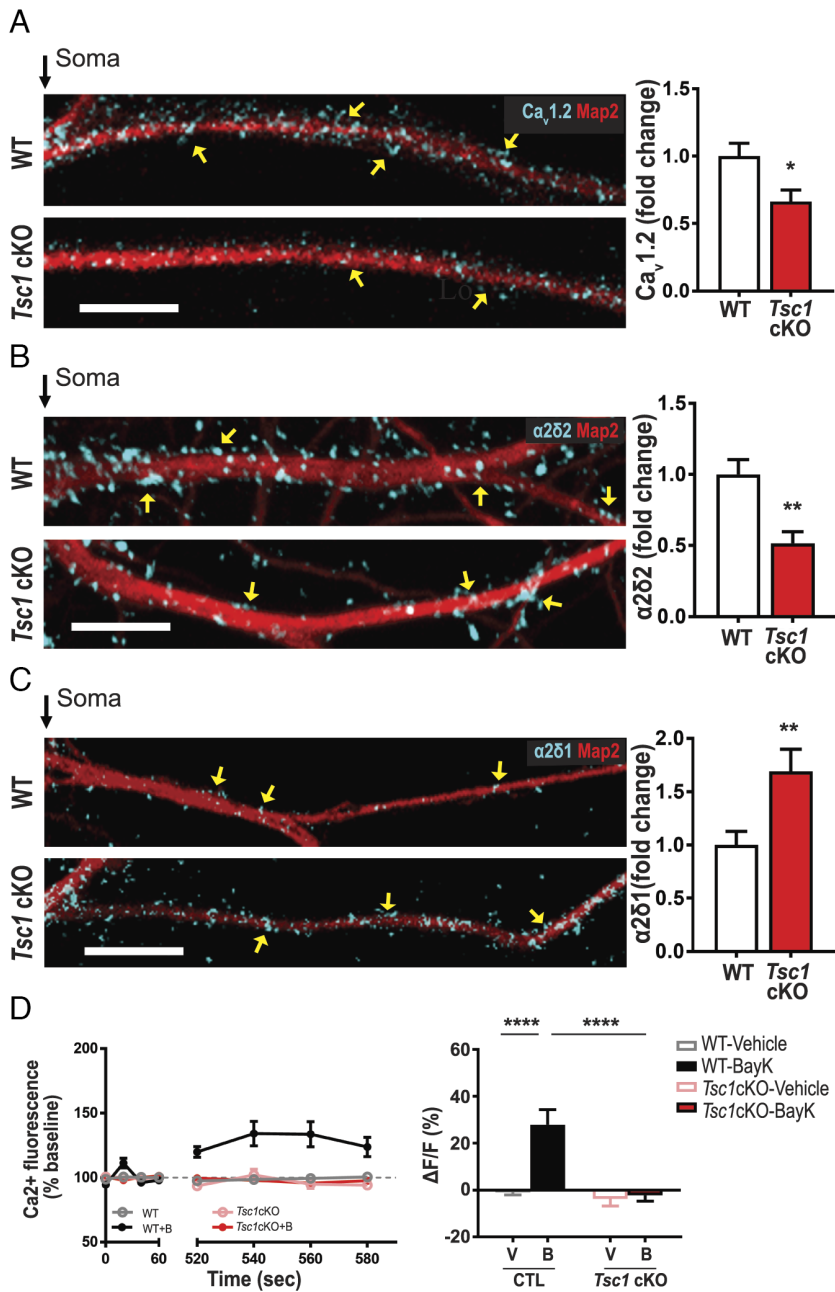 A
Soma
WT
Ca_v1.2 Map2
Tsc1 cKO
Ca_v1.2 (fold change)
1.5
1.0
0.5
0.0
*
WT
Tsc1
cKO
B
Soma
WT
α2δ2 Map2
Tsc1 cKO
α2δ2 (fold change)
1.5
1.0
0.5
0.0
**
WT
Tsc1
cKO
C
Soma
WT
α2δ1 Map2
Tsc1 cKO
α2δ1(fold change)
2.0
1.5
1.0
0.5
0.0
**
WT
Tsc1
cKO
D
Ca2+ fluorescence
(% baseline)
200
150
100
50
WT
WT+B
Tsc1cKO
Tsc1cKO+B
0 60 520 540 560 580
Time (sec)
ΔF/F (%)
60
40
20
0
-20
**** ****
V B V B
CTL Tsc1 cKO
WT-Vehicle
WT-BayK
Tsc1cKO-Vehicle
Tsc1cKO-BayK